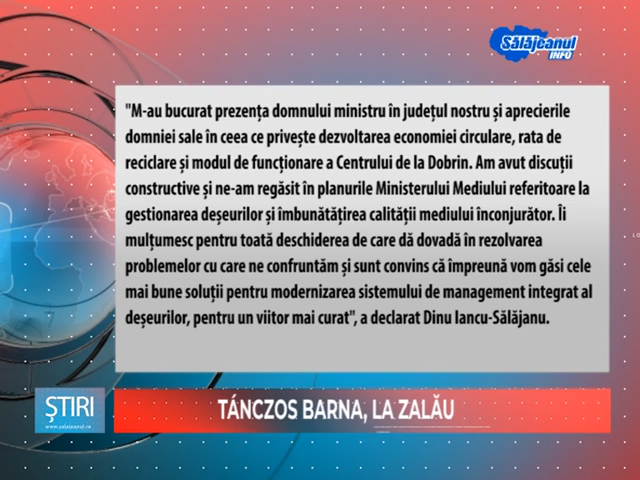 Sălăjeanul
INFO
"M-au bucurat prezența domnului ministru în județul nostru și aprecierile
domniei sale în ceea ce privește dezvoltarea economiei circulare, rata de
reciclare și modul de funcționare a Centrului de la Dobrin. Am avut discuții
constructive și ne-am regăsit în planurile Ministerului Mediului referitoare la
gestionarea deșeurilor și îmbunătățirea calității mediului înconjurător. Îi
mulțumesc pentru toată deschiderea de care dă dovadă în rezolvarea
problemelor cu care ne confruntăm și sunt convins că împreună vom găsi cele
mai bune soluții pentru modernizarea sistemului de management integrat al
deșeurilor, pentru un viitor mai curat", a declarat Dinu Iancu-Sălăjanu.
ȘTIRI
www.salajeanul.ro
TÁNCZOS BARNA, LA ZALĂU